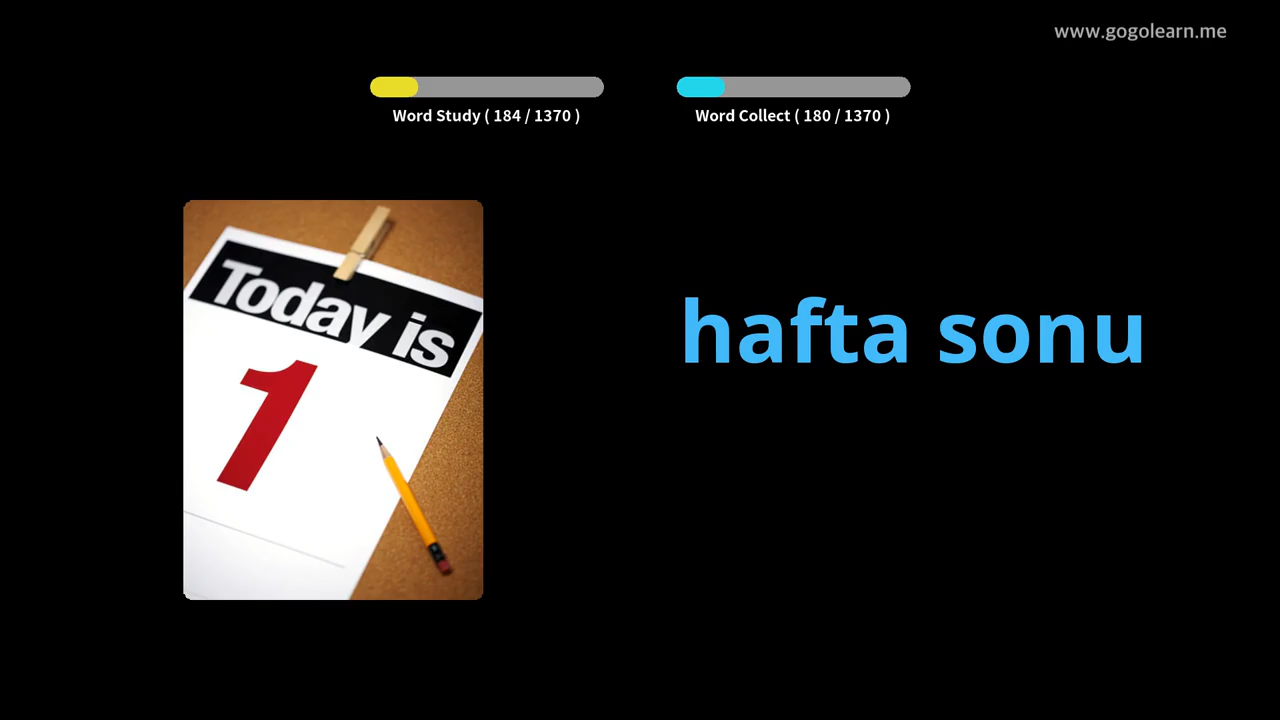 www.gogolearn.me
Word Study ( 184 / 1370 )
Word Collect ( 180 / 1370 )
Today is
1
hafta sonu